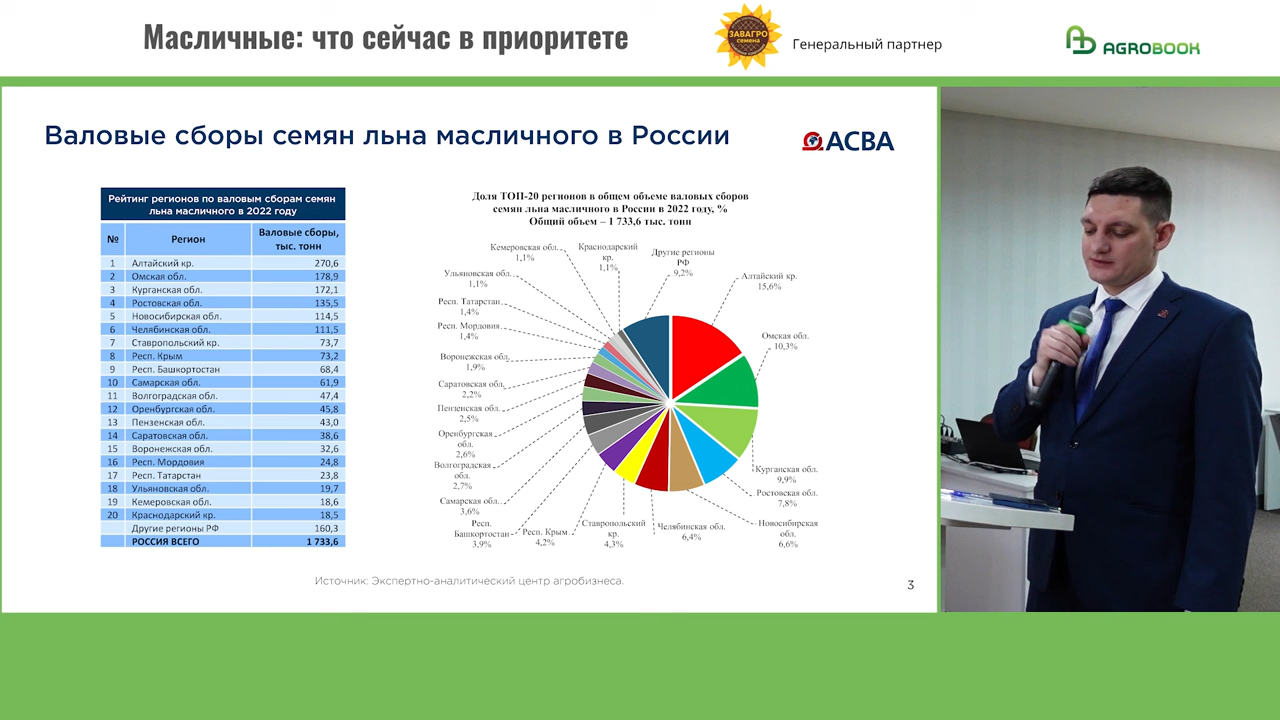 Масличные: что сейчас в приоритете
ЗАВАГРО
семена
Генеральный партнер
AGROBOOK
Валовые сборы семян льна масличного в России
АСВА
Рейтинг регионов по валовым сборам семян
льна масличного в 2022 году
№ Регион Валовые сборы,
тыс. тонн
1 Алтайский кр. 270,6
2 Омская обл. 178,9
3 Курганская обл. 172,1
4 Ростовская обл. 135,5
5 Новосибирская обл. 114,5
6 Челябинская обл. 111,5
7 Ставропольский кр. 73,7
8 Респ. Крым 73,2
9 Респ. Башкортостан 68,4
10 Самарская обл. 61,9
11 Волгоградская обл. 47,4
12 Оренбургская обл. 45,8
13 Пензенская обл. 43,0
14 Саратовская обл. 38,6
15 Воронежская обл. 32,6
16 Респ. Мордовия 24,8
17 Респ. Татарстан 23,8
18 Ульяновская обл. 19,7
19 Кемеровская обл. 18,6
20 Краснодарский кр. 18,5
Другие регионы РФ 160,3
РОССИЯ ВСЕГО 1 733,6
Доля ТОП-20 регионов в общем объеме валовых сборов
семян льна масличного в России в 2022 году, %
Общий объем – 1 733,6 тыс. тонн
Кемеровская обл.
1,1%
Краснодарский
кр.
1,1%
Другие регионы
РФ
9,2%
Алтайский кр.
15,6%
Ульяновская обл.
1,1%
Респ. Татарстан
1,4%
Респ. Мордовия
1,4%
Омская обл.
10,3%
Воронежская обл.
1,9%
Саратовская обл.
2,2%
Пензенская обл.
2,5%
Оренбургская
обл.
2,6%
Волгоградская
обл.
2,7%
Курганская обл.
9,9%
Самарская обл.
3,6%
Ростовская обл.
7,8%
Респ.
Башкортостан
3,9%
Респ. Крым
4,2%
Ставропольский
кр.
4,3%
Челябинская обл.
6,4%
Новосибирская
обл.
6,6%
Источник: Экспертно-аналитический центр агробизнеса.
3